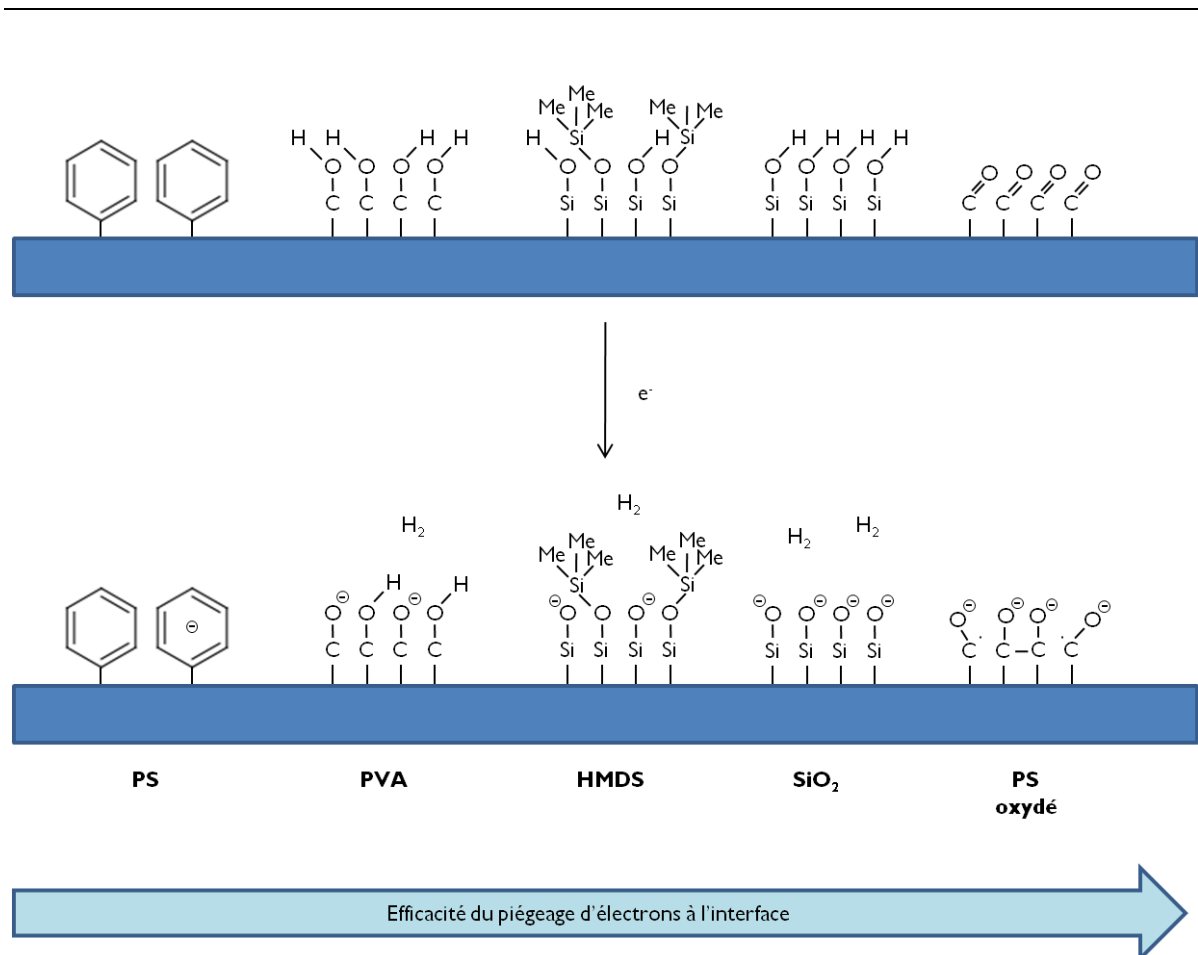 Me Me Me Me Me Me
H H H H H Si H Si H H H H
O O O O O O O O O O O O O O O O
C C C C Si Si Si Si Si Si Si Si C C C C
e⁻
H₂ H₂ H₂ H₂
Me Me Me Me Me Me
H H Si Si
⊖ O⊖ O O⊖ O ⊖O O O⊖ O ⊖O O⊖ O⊖ O⊖ O⊖ O⊖ O⊖ O⊖
C C C C Si Si Si Si Si Si Si Si C· C–C ·C
PS PVA HMDS SiO₂ PS
oxydé
Efficacité du piégeage d'électrons à l'interface